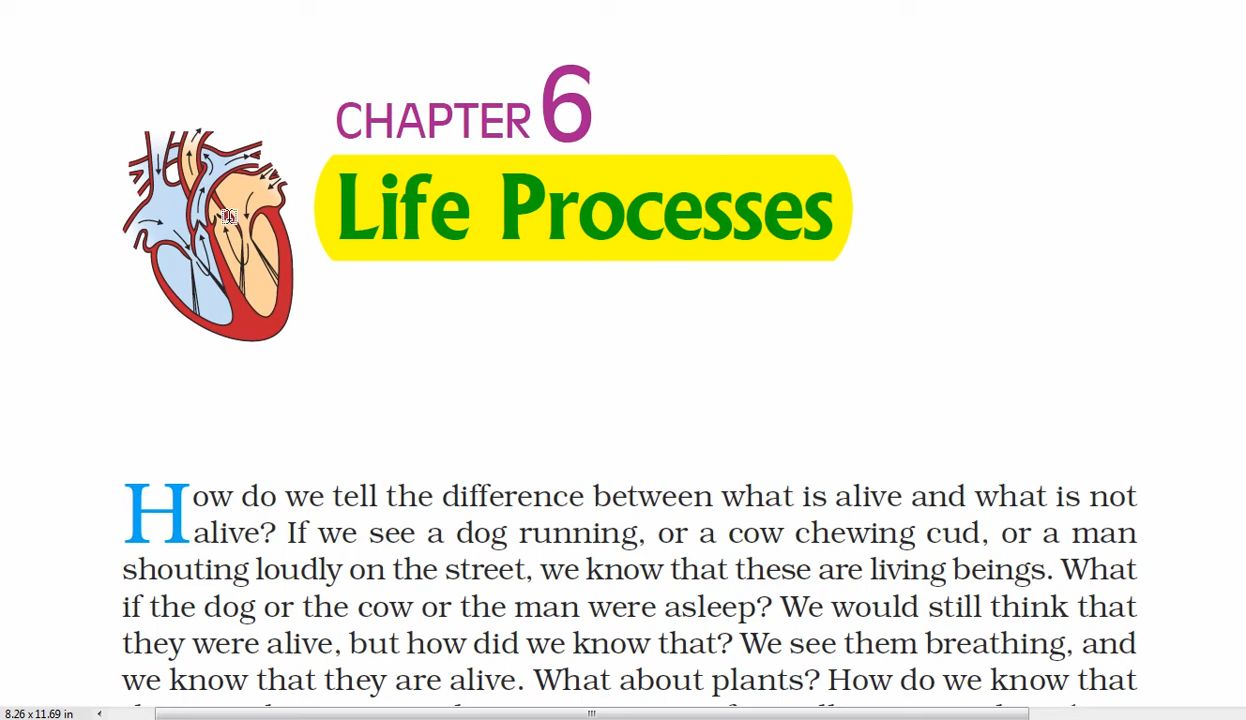 CHAPTER 6
Life Processes
How do we tell the difference between what is alive and what is not
alive? If we see a dog running, or a cow chewing cud, or a man
shouting loudly on the street, we know that these are living beings. What
if the dog or the cow or the man were asleep? We would still think that
they were alive, but how did we know that? We see them breathing, and
we know that they are alive. What about plants? How do we know that
8.26 x 11.69 in